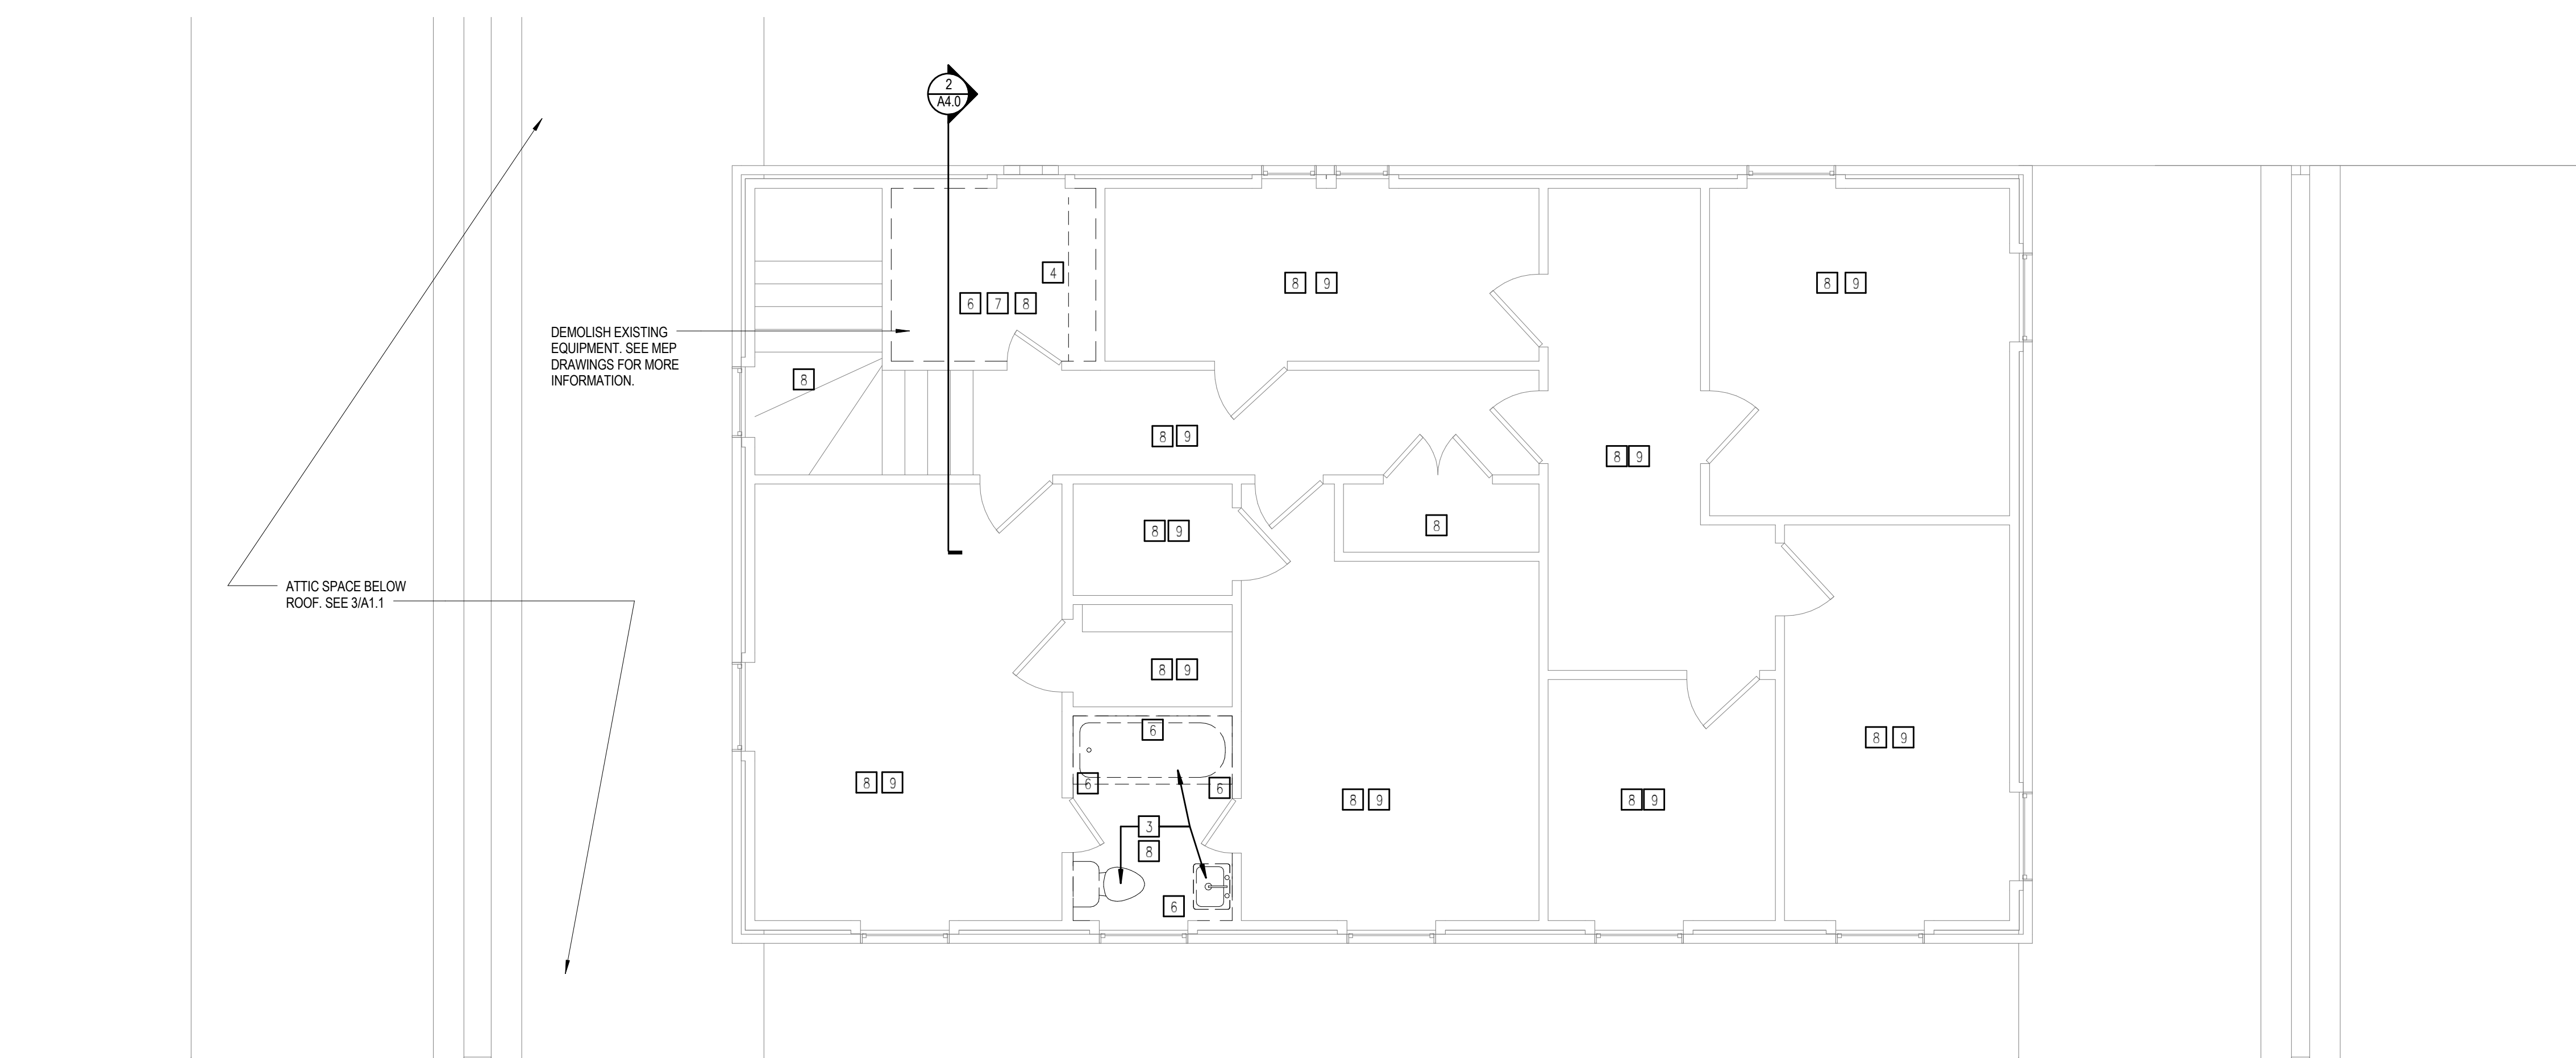 2
A4.0
4
8 9
8 9
6 7 8
DEMOLISH EXISTING
EQUIPMENT. SEE MEP
DRAWINGS FOR MORE
INFORMATION.
8
8 9
8 9
8 9
8
ATTIC SPACE BELOW
ROOF. SEE 3/A1.1
8 9
6
8 9
8 9
6
6
8 9
8 9
3
8
6